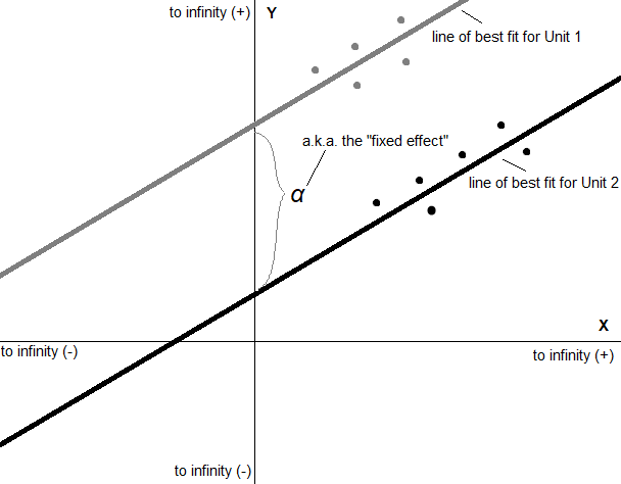 to infinity (+)
Y
line of best fit for Unit 1
a.k.a. the "fixed effect"
line of best fit for Unit 2
α
X
to infinity (-)
to infinity (+)
to infinity (-)